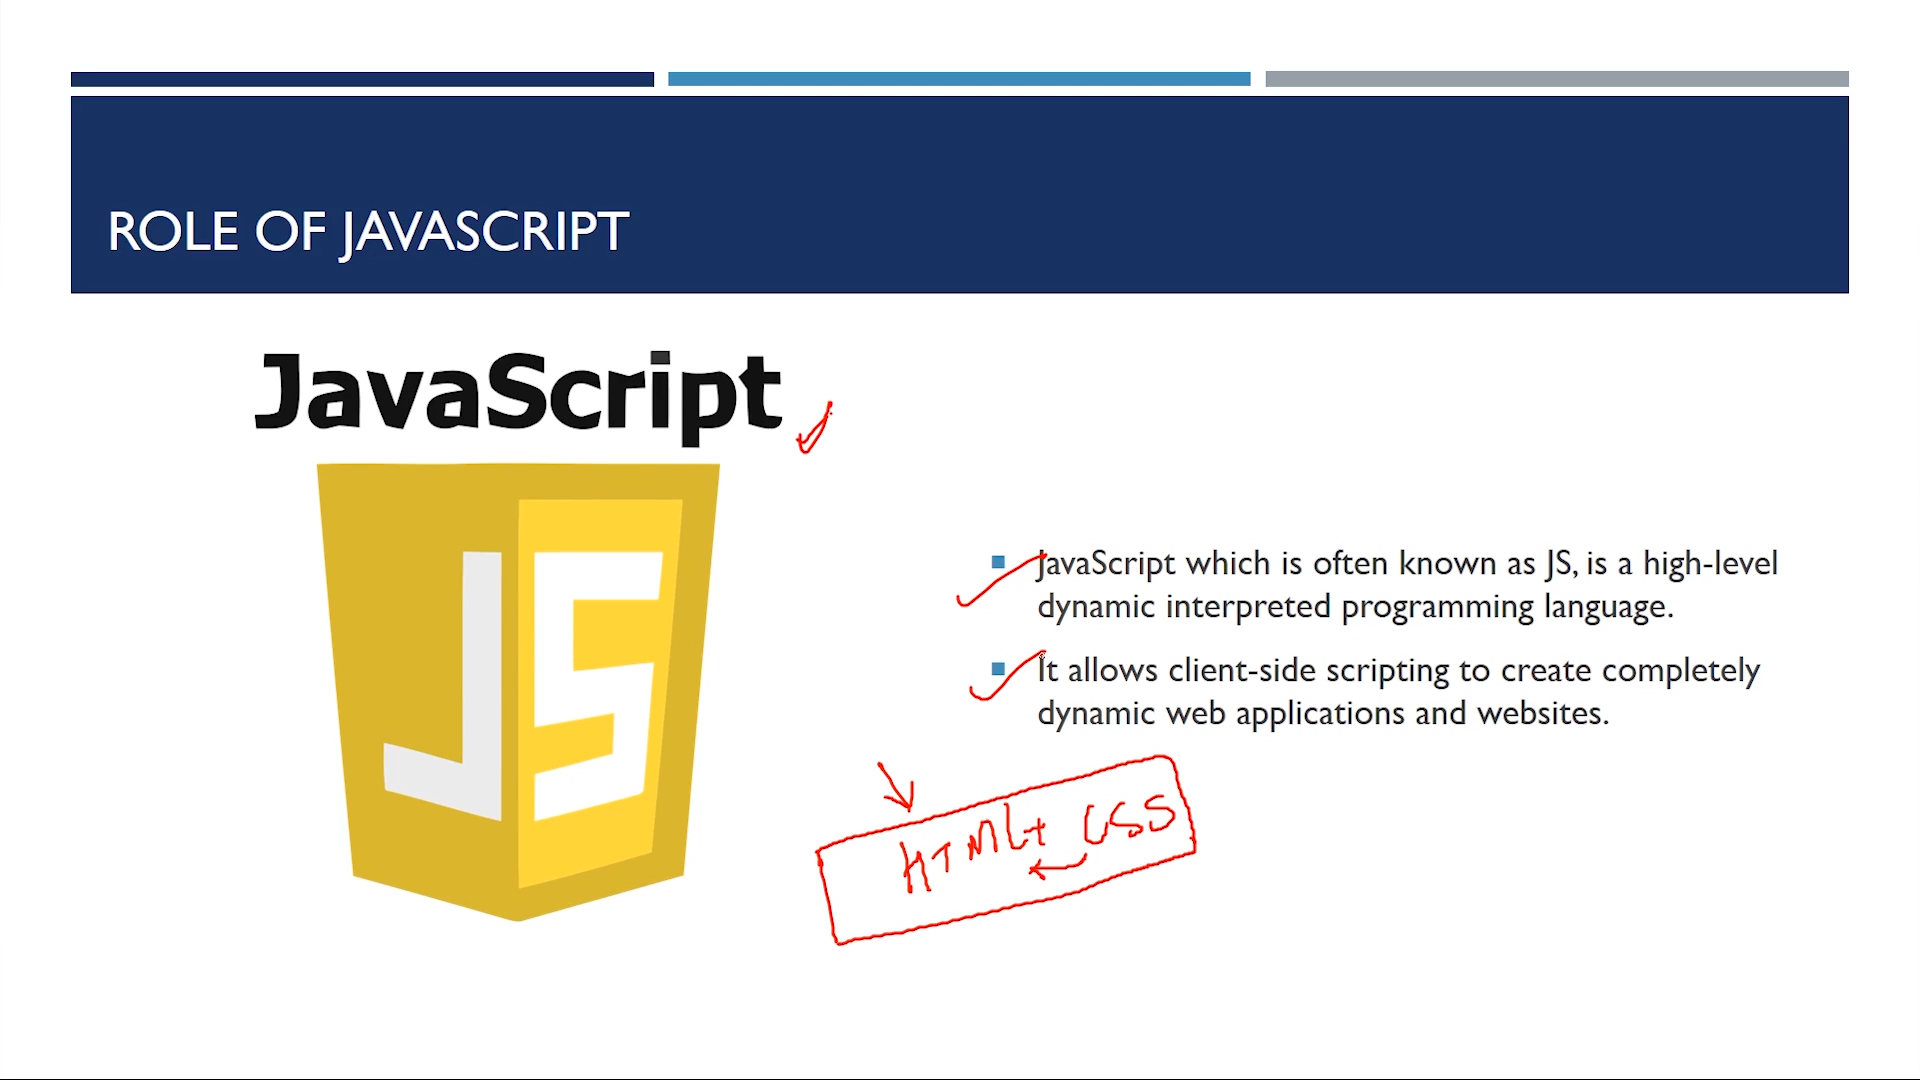 ROLE OF JAVASCRIPT
JavaScript
JS
JavaScript which is often known as JS, is a high-level
dynamic interpreted programming language.
It allows client-side scripting to create completely
dynamic web applications and websites.
HTML+ CSS